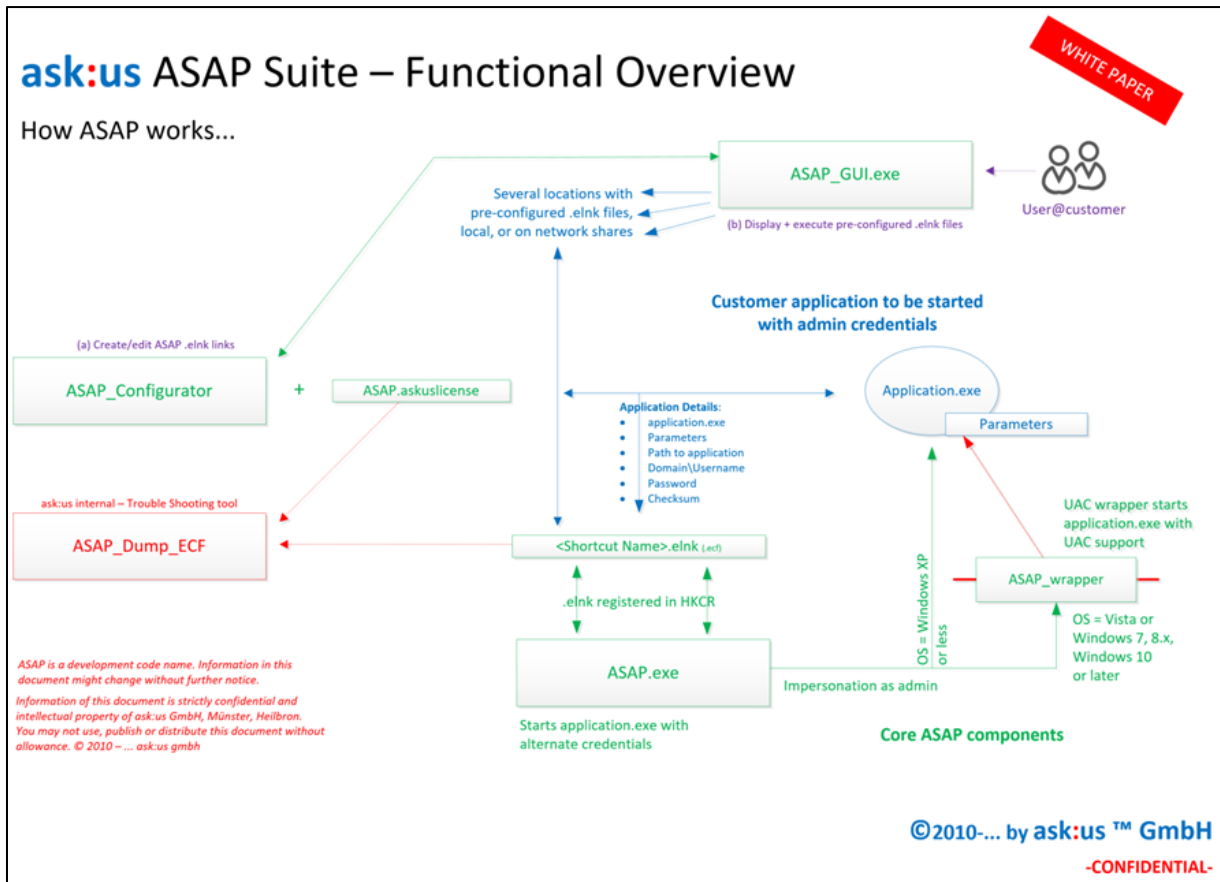 WHITE PAPER
ask:us ASAP Suite – Functional Overview
How ASAP works...
ASAP_GUI.exe
User@customer
(b) Display + execute pre-configured .elnk files
Several locations with
pre-configured .elnk files,
local, or on network shares
Customer application to be started
with admin credentials
(a) Create/edit ASAP .elnk links
ASAP_Configurator
+
ASAP.askuslicense
Application.exe
Parameters
Application Details:
• application.exe
• Parameters
• Path to application
• Domain\Username
• Password
• Checksum
ask:us internal – Trouble Shooting tool
ASAP_Dump_ECF
<Shortcut Name>.elnk (.ecf)
.elnk registered in HKCR
UAC wrapper starts
application.exe with
UAC support
ASAP_wrapper
OS = Windows XP
or less
OS = Vista or
Windows 7, 8.x,
Windows 10
or later
ASAP.exe
Impersonation as admin
Starts application.exe with
alternate credentials
Core ASAP components
ASAP is a development code name. Information in this
document might change without further notice.
Information of this document is strictly confidential and
intellectual property of ask:us GmbH, Münster, Heilbron.
You may not use, publish or distribute this document without
allowance. © 2010 – ... ask:us gmbh
©2010-... by ask:us ™ GmbH
-CONFIDENTIAL-